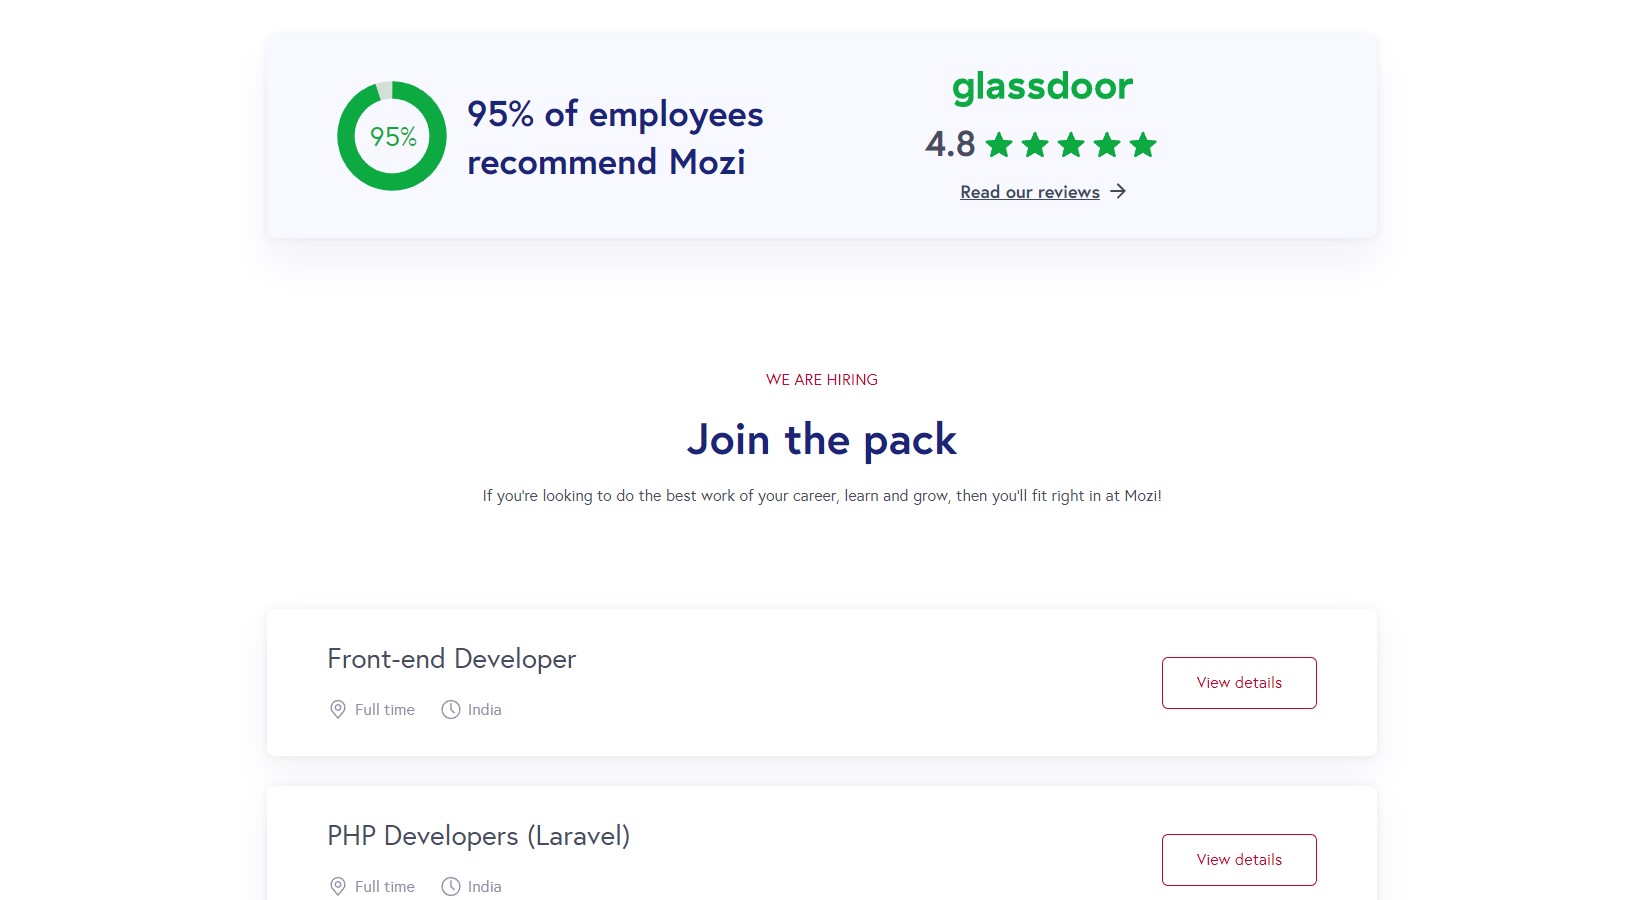 95%
95% of employees
recommend Mozi
glassdoor
4.8
Read our reviews
WE ARE HIRING
Join the pack
If you're looking to do the best work of your career, learn and grow, then you'll fit right in at Mozi!
Front-end Developer
Full time India
View details
PHP Developers (Laravel)
Full time India
View details